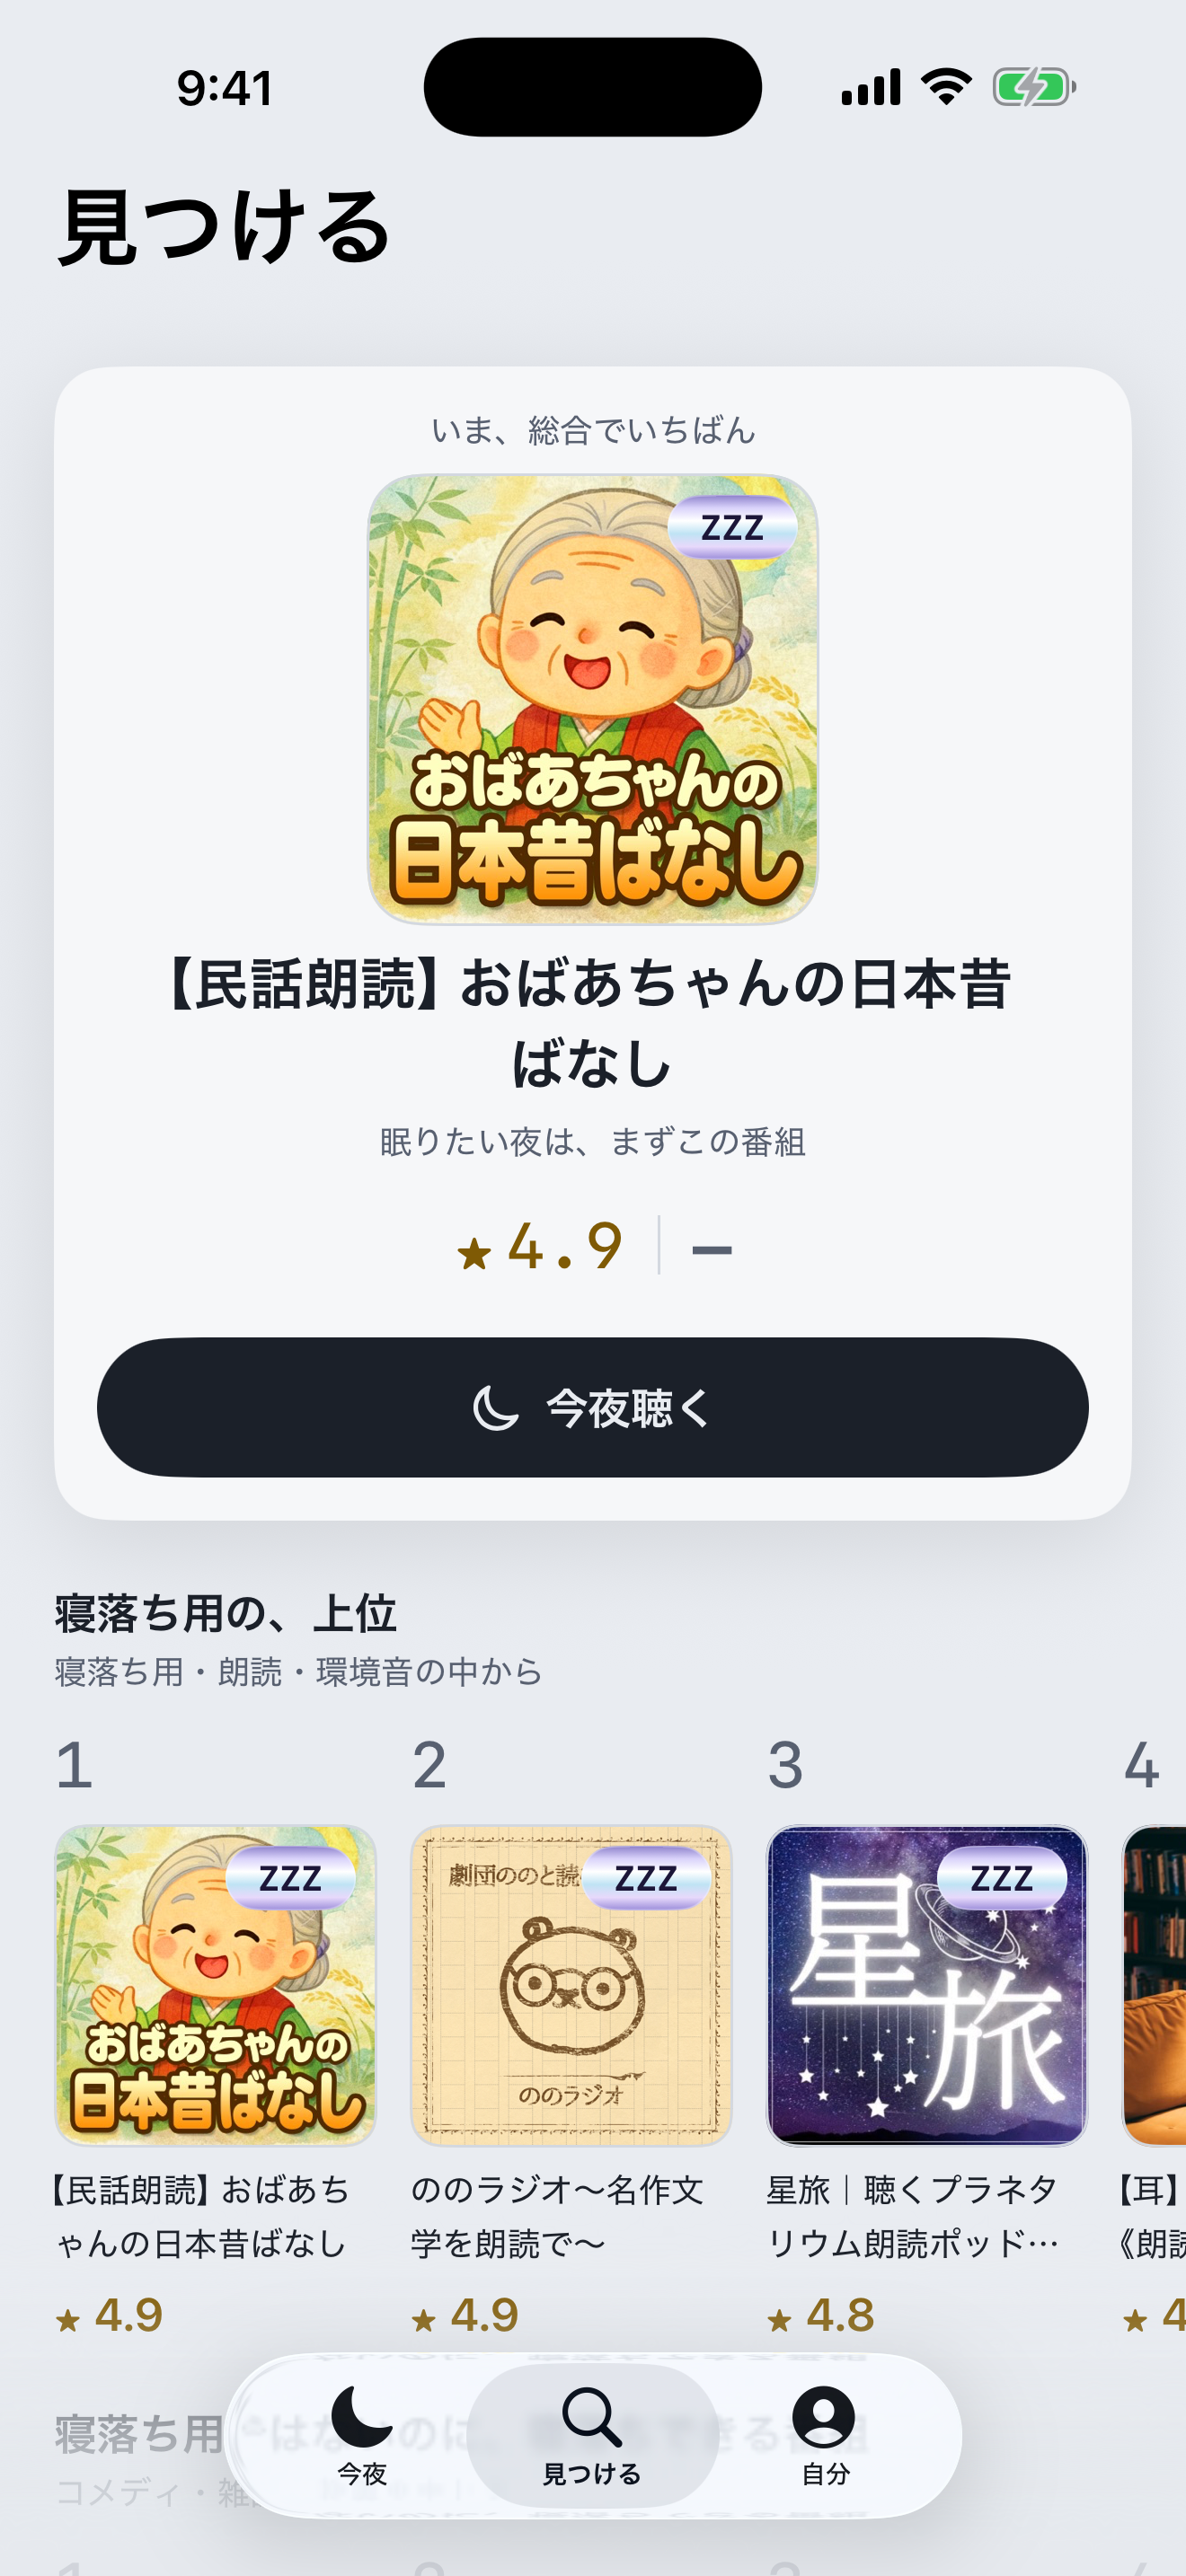 9:41
見つける
いま、総合でいちばん
ZZZ
おばあちゃんの
日本昔ばなし
【民話朗読】おばあちゃんの日本昔
ばなし
眠りたい夜は、まずこの番組
★4.9 | —
今夜聴く
寝落ち用の、上位
寝落ち用・朗読・環境音の中から
1
2
3
4
ZZZ
おばあちゃんの
日本昔ばなし
劇団ののと読
ZZZ
ののラジオ
ZZZ
星旅
【民話朗読】おばあち
ゃんの日本昔ばなし
ののラジオ〜名作文
学を朗読で〜
星旅｜聴くプラネタ
リウム朗読ポッド…
【耳】
《朗読
★ 4.9
★ 4.9
★ 4.8
★ 4
寝落ち用
コメディ・雑
今夜
見つける
自分